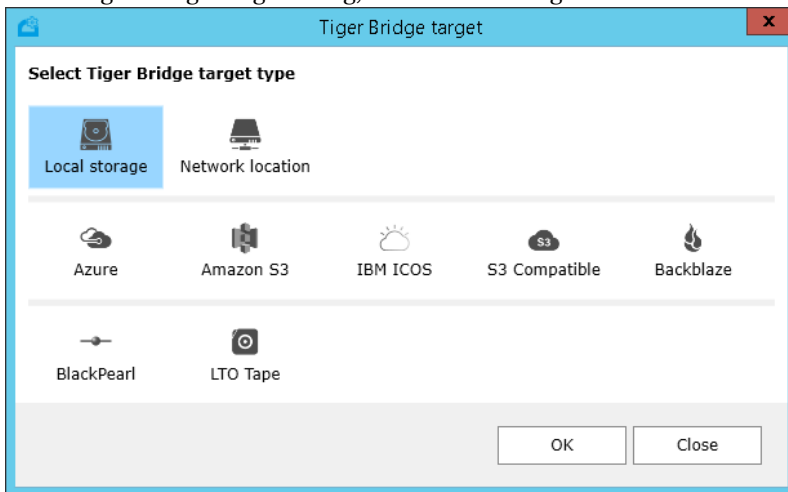 Tiger Bridge target
x
Select Tiger Bridge target type
Local storage Network location
S3
Azure Amazon S3 IBM ICOS S3 Compatible Backblaze
BlackPearl LTO Tape
OK Close